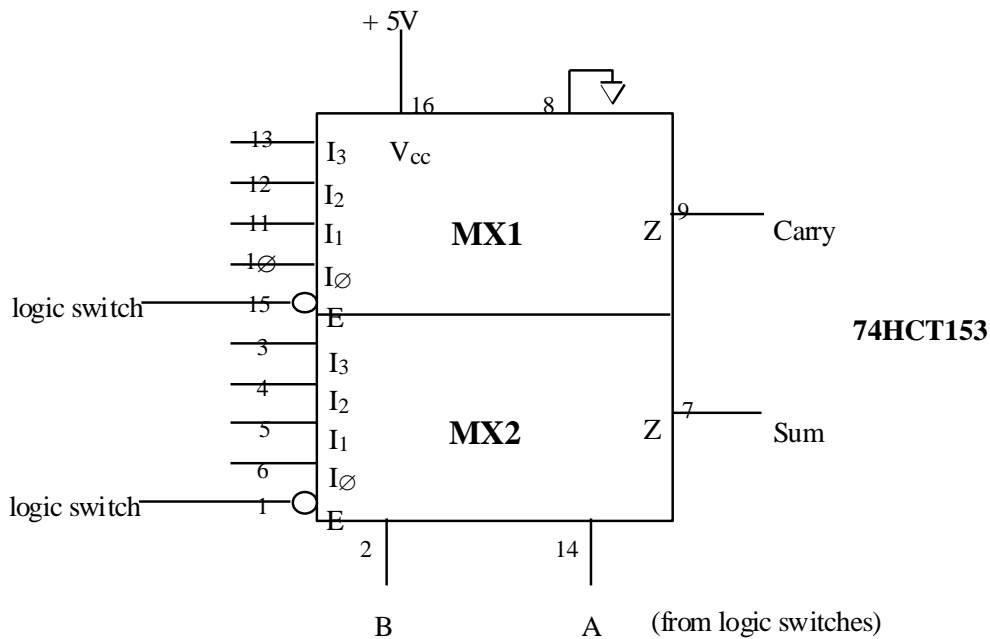 + 5V
16
8
13
I3
Vcc
12
I2
11
I1
MX1
Z
9
Carry
1∅
I∅
logic switch
15
E
74HCT153
3
I3
4
I2
5
I1
MX2
Z
7
Sum
6
I∅
logic switch
1
E
2
14
B
A
(from logic switches)